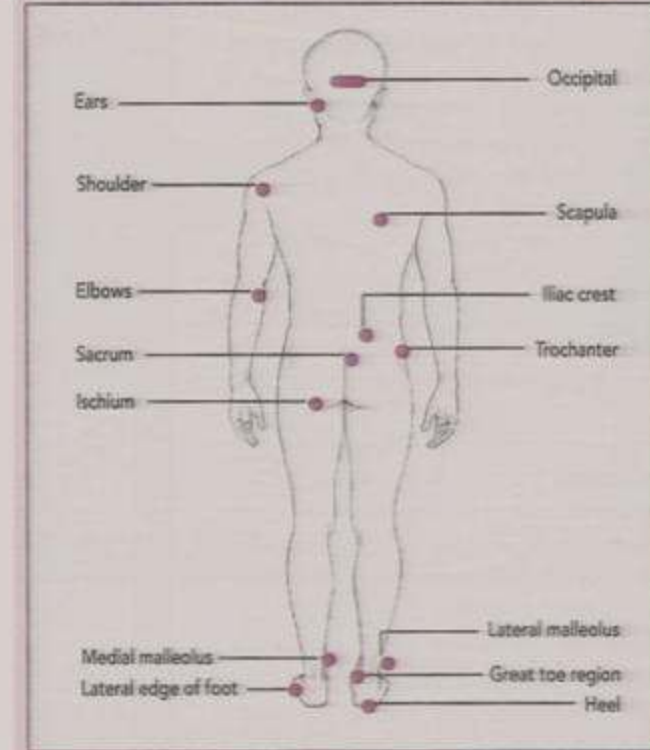 Occipital
Ears
Shoulder
Scapula
Elbows
Iliac crest
Sacrum
Trochanter
Ischium
Lateral malleolus
Medial malleolus
Great toe region
Lateral edge of foot
Heel